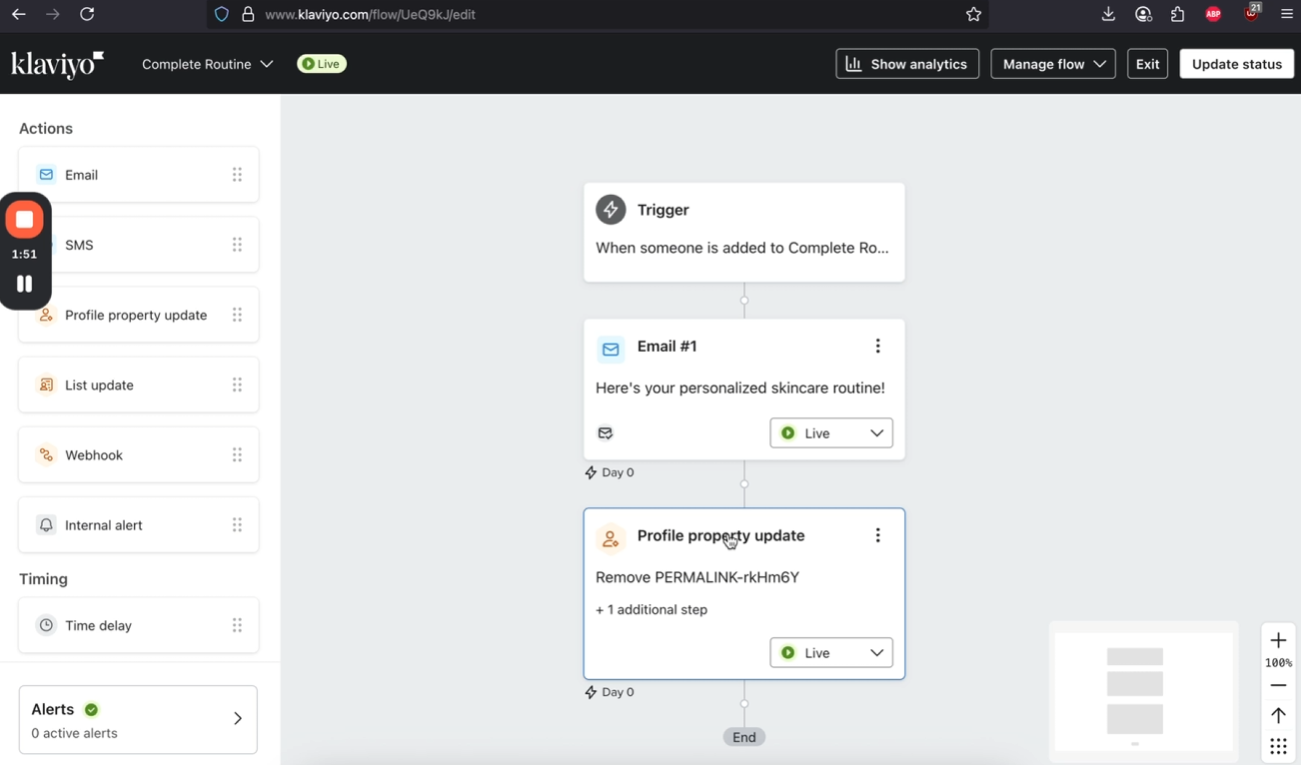 www.klaviyo.com/flow/UeQ9kJ/edit
ABP
21
klaviyo
Complete Routine
Live
Show analytics
Manage flow
Exit
Update status
Actions
Email
SMS
1:51
Profile property update
List update
Webhook
Internal alert
Timing
Time delay
Alerts
0 active alerts
Trigger
When someone is added to Complete Ro...
Email #1
Here's your personalized skincare routine!
Live
Day 0
Profile property update
Remove PERMALINK-rkHm6Y
+ 1 additional step
Live
Day 0
End
100%